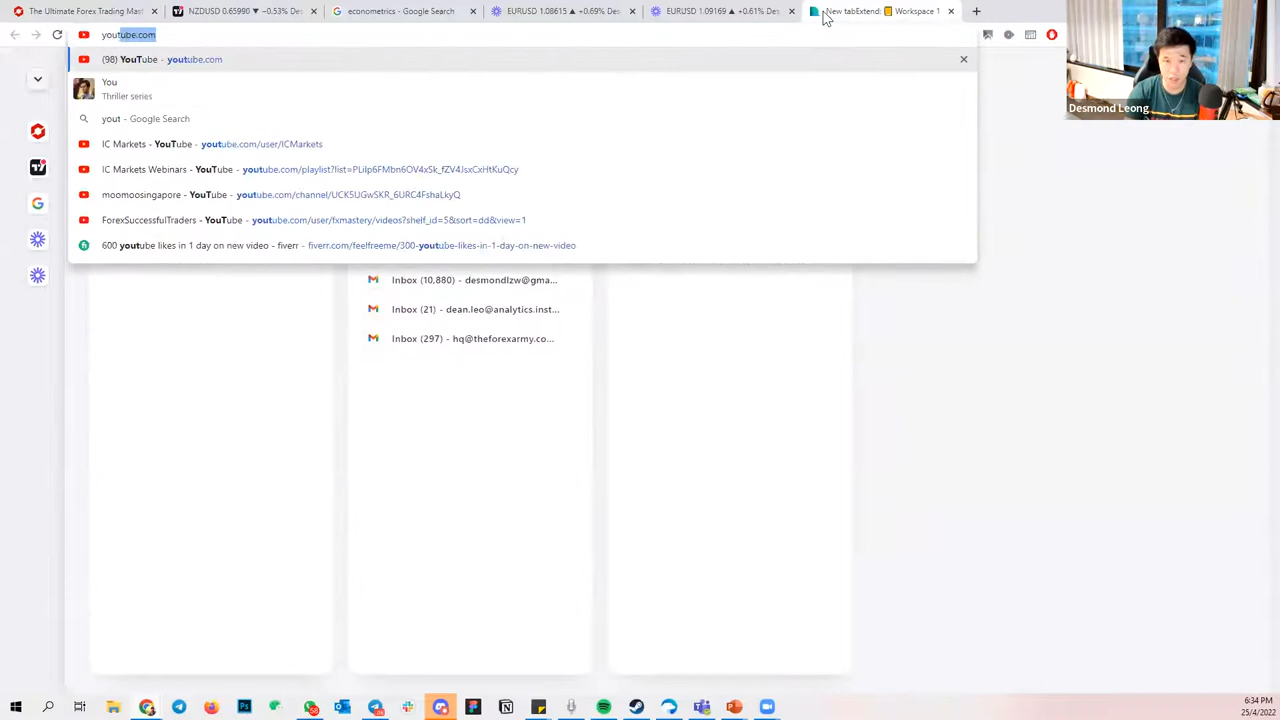 The Ultimate Forex Trading Mast
NZDUSD 0.65990 ▼ −0.53% Des
econometrics - Google Search
EURUSD 1.08615 ▲ +0.69% Des
EURUSD 1.09169 ▲ +0.61% Des
New tabExtend: Workspace 1
youtube.com
(98) YouTube - youtube.com
You
Thriller series
yout - Google Search
IC Markets - YouTube - youtube.com/user/ICMarkets
IC Markets Webinars - YouTube - youtube.com/playlist?list=PLiIp6FMbn6OV4xSk_fZV4JsxCxHtKuQcy
moomoosingapore - YouTube - youtube.com/channel/UCK5UGwSKR_6URC4FshaLkyQ
ForexSuccessfulTraders - YouTube - youtube.com/user/fxmastery/videos?shelf_id=5&sort=dd&view=1
600 youtube likes in 1 day on new video - fiverr - fiverr.com/feelfreeme/300-youtube-likes-in-1-day-on-new-video
Inbox (10,880) - desmondlzw@gma...
Inbox (21) - dean.leo@analytics.inst...
Inbox (297) - hq@theforexarmy.co...
Desmond Leong
6:34 PM
25/4/2022